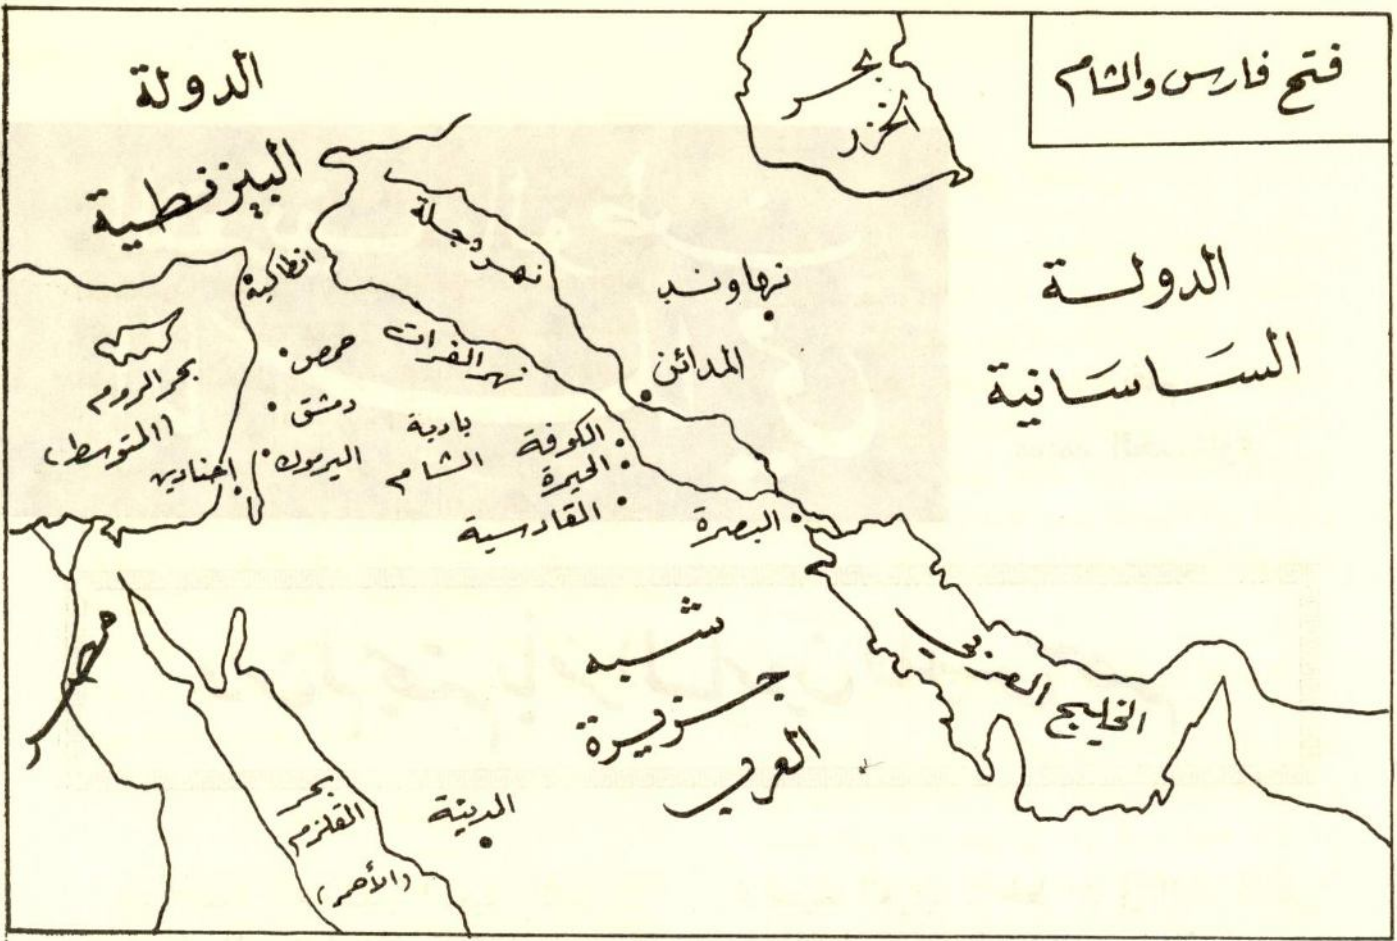 فتح فارس والشام
بحر
الخزر
الدولة
البيزنطية
الدولة
الساسانية
نهر دجلة
نهاوند
انطاكية
المدائن
نهر الفرات
حمص
بحر الروم
(المتوسط)
دمشق
بادية
الشام
الكوفة
الحيرة
القادسية
اليرموك
اجنادين
البصرة
مصر
شبه
جزيرة
العرب
الخليج العربي
المدينة
بحر
القلزم
(الأحمر)